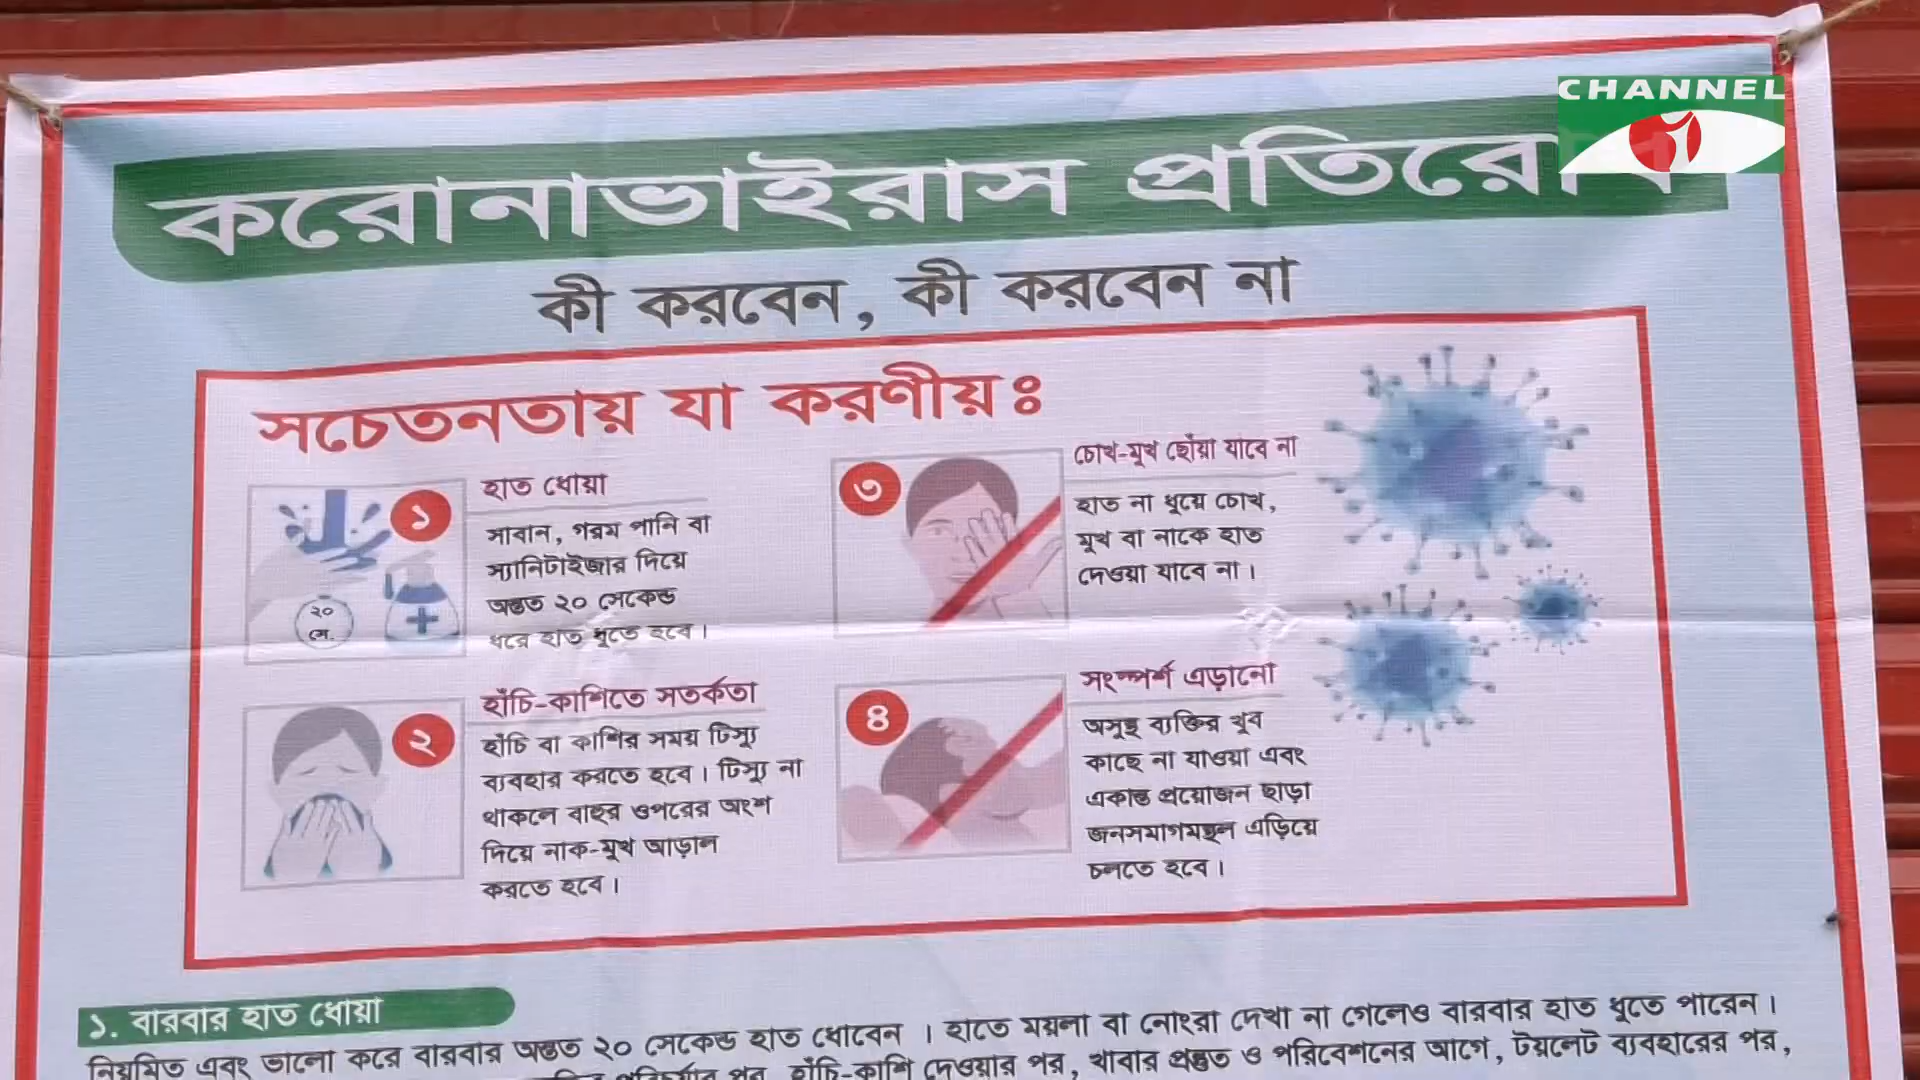 CHANNEL
করোনাভাইরাস প্রতিরোধ
কী করবেন, কী করবেন না
সচেতনতায় যা করণীয়ঃ
১
হাত ধোয়া
সাবান, গরম পানি বা
স্যানিটাইজার দিয়ে
অন্তত ২০ সেকেন্ড
ধরে হাত ধুতে হবে।
২০
সে.
২
হাঁচি-কাশিতে সতর্কতা
হাঁচি বা কাশির সময় টিস্যু
ব্যবহার করতে হবে। টিস্যু না
থাকলে বাহুর ওপরের অংশ
দিয়ে নাক-মুখ আড়াল
করতে হবে।
৩
চোখ-মুখ ছোঁয়া যাবে না
হাত না ধুয়ে চোখ,
মুখ বা নাকে হাত
দেওয়া যাবে না।
৪
সংস্পর্শ এড়ানো
অসুস্থ ব্যক্তির খুব
কাছে না যাওয়া এবং
একান্ত প্রয়োজন ছাড়া
জনসমাগমস্থল এড়িয়ে
চলতে হবে।
১. বারবার হাত ধোয়া
নিয়মিত এবং ভালো করে বারবার অন্তত ২০ সেকেন্ড হাত ধোবেন । হাতে ময়লা বা নোংরা দেখা না গেলেও বারবার হাত ধুতে পারেন।
পর, হাঁচি-কাশি দেওয়ার পর, খাবার প্রস্তুত ও পরিবেশনের আগে, টয়লেট ব্যবহারের পর,